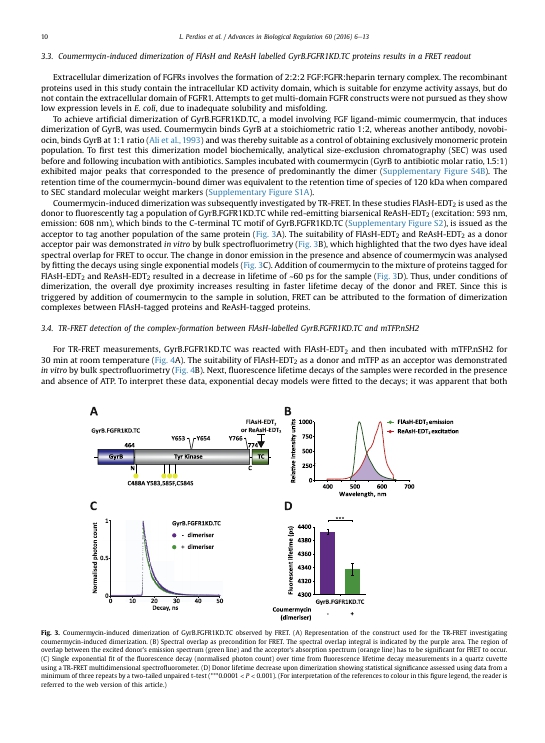 10
L. Perdios et al. / Advances in Biological Regulation 60 (2016) 6–13
3.3. Coumermycin-induced dimerization of FlAsH and ReAsH labelled GyrB.FGFR1KD.TC proteins results in a FRET readout
Extracellular dimerization of FGFRs involves the formation of 2:2:2 FGF:FGFR:heparin ternary complex. The recombinant
proteins used in this study contain the intracellular KD activity domain, which is suitable for enzyme activity assays, but do
not contain the extracellular domain of FGFR1. Attempts to get multi-domain FGFR constructs were not pursued as they show
low expression levels in E. coli, due to inadequate solubility and misfolding.
To achieve artificial dimerization of GyrB.FGFR1KD.TC, a model involving FGF ligand-mimic coumermycin, that induces
dimerization of GyrB, was used. Coumermycin binds GyrB at a stoichiometric ratio 1:2, whereas another antibody, novobi-
ocin, binds GyrB at 1:1 ratio (Ali et al., 1993) and was thereby suitable as a control of obtaining exclusively monomeric protein
population. To first test this dimerization model biochemically, analytical size-exclusion chromatography (SEC) was used
before and following incubation with antibiotics. Samples incubated with coumermycin (GyrB to antibiotic molar ratio, 1.5:1)
exhibited major peaks that corresponded to the presence of predominantly the dimer (Supplementary Figure S4B). The
retention time of the coumermycin-bound dimer was equivalent to the retention time of species of 120 kDa when compared
to SEC standard molecular weight markers (Supplementary Figure S1A).
Coumermycin-induced dimerization was subsequently investigated by TR-FRET. In these studies FlAsH-EDT2 is used as the
donor to fluorescently tag a population of GyrB.FGFR1KD.TC while red-emitting biarsenical ReAsH-EDT2 (excitation: 593 nm,
emission: 608 nm), which binds to the C-terminal TC motif of GyrB.FGFR1KD.TC (Supplementary Figure S2), is issued as the
acceptor to tag another population of the same protein (Fig. 3A). The suitability of FlAsH-EDT2 and ReAsH-EDT2 as a donor
acceptor pair was demonstrated in vitro by bulk spectrofluorimetry (Fig. 3B), which highlighted that the two dyes have ideal
spectral overlap for FRET to occur. The change in donor emission in the presence and absence of coumermycin was analysed
by fitting the decays using single exponential models (Fig. 3C). Addition of coumermycin to the mixture of proteins tagged for
FlAsH-EDT2 and ReAsH-EDT2 resulted in a decrease in lifetime of ~60 ps for the sample (Fig. 3D). Thus, under conditions of
dimerization, the overall dye proximity increases resulting in faster lifetime decay of the donor and FRET. Since this is
triggered by addition of coumermycin to the sample in solution, FRET can be attributed to the formation of dimerization
complexes between FlAsH-tagged proteins and ReAsH-tagged proteins.
3.4. TR-FRET detection of the complex-formation between FlAsH-labelled GyrB.FGFR1KD.TC and mTFP.nSH2
For TR-FRET measurements, GyrB.FGFR1KD.TC was reacted with FlAsH-EDT2 and then incubated with mTFP.nSH2 for
30 min at room temperature (Fig. 4A). The suitability of FlAsH-EDT2 as a donor and mTFP as an acceptor was demonstrated
in vitro by bulk spectrofluorimetry (Fig. 4B). Next, fluorescence lifetime decays of the samples were recorded in the presence
and absence of ATP. To interpret these data, exponential decay models were fitted to the decays; it was apparent that both
A
GyrB.FGFR1KD.TC
FlAsH-EDT2
or ReAsH-EDT2
Y653 Y654 Y766
464 774
GyrB Tyr Kinase TC
N C
C488A Y583,585F,C584S
B
Relative intensity units
1000
750
500
250
0
400 500 600 700
Wavelength, nm
FlAsH-EDT2 emission
ReAsH-EDT2 excitation
C
Normalised photon count
1
0.5
0
0 10 20 30 40 50
Decay, ns
GyrB.FGFR1KD.TC
- dimeriser
+ dimeriser
D
Fluorescent lifetime (ps)
4400
4380
4360
4340
4320
4300
***
GyrB.FGFR1KD.TC
Coumermycin - +
(dimeriser)
Fig. 3. Coumermycin-induced dimerization of GyrB.FGFR1KD.TC observed by FRET. (A) Representation of the construct used for the TR-FRET investigating
coumermycin-induced dimerization. (B) Spectral overlap as precondition for FRET. The spectral overlap integral is indicated by the purple area. The region of
overlap between the excited donor's emission spectrum (green line) and the acceptor's absorption spectrum (orange line) has to be significant for FRET to occur.
(C) Single exponential fit of the fluorescence decay (normalised photon count) over time from fluorescence lifetime decay measurements in a quartz cuvette
using a TR-FRET multidimensional spectrofluorometer. (D) Donor lifetime decrease upon dimerization showing statistical significance assessed using data from a
minimum of three repeats by a two-tailed unpaired t-test (***0.0001 < P < 0.001). (For interpretation of the references to colour in this figure legend, the reader is
referred to the web version of this article.)